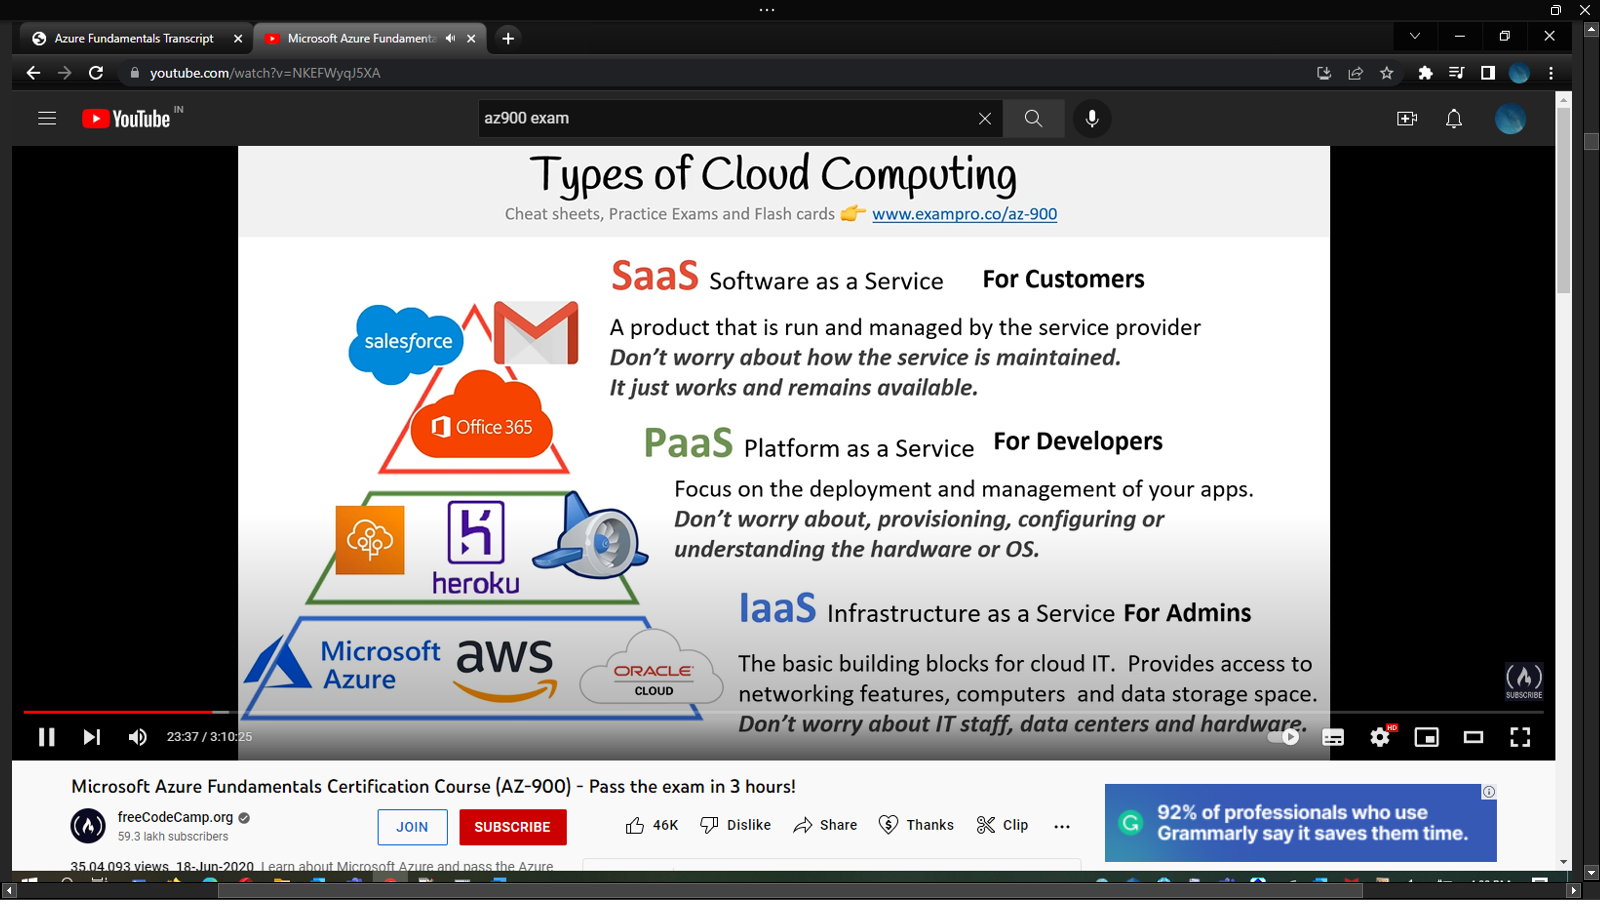 Azure Fundamentals Transcript
Microsoft Azure Fundamenta
youtube.com/watch?v=NKEFWyqJ5XA
YouTube IN
az900 exam
Types of Cloud Computing
Cheat sheets, Practice Exams and Flash cards 👉 www.exampro.co/az-900
SaaS Software as a Service For Customers
A product that is run and managed by the service provider
Don't worry about how the service is maintained.
It just works and remains available.
salesforce
Office 365
PaaS Platform as a Service For Developers
Focus on the deployment and management of your apps.
Don't worry about, provisioning, configuring or
understanding the hardware or OS.
heroku
IaaS Infrastructure as a Service For Admins
The basic building blocks for cloud IT. Provides access to
networking features, computers and data storage space.
Don't worry about IT staff, data centers and hardware.
Microsoft
Azure
aws
ORACLE
CLOUD
SUBSCRIBE
23:37 / 3:10:25
HD
Microsoft Azure Fundamentals Certification Course (AZ-900) - Pass the exam in 3 hours!
freeCodeCamp.org
59.3 lakh subscribers
JOIN
SUBSCRIBE
46K
Dislike
Share
Thanks
Clip
92% of professionals who use
Grammarly say it saves them time.
35,04,093 views 18-Jun-2020 Learn about Microsoft Azure and pass the Azure